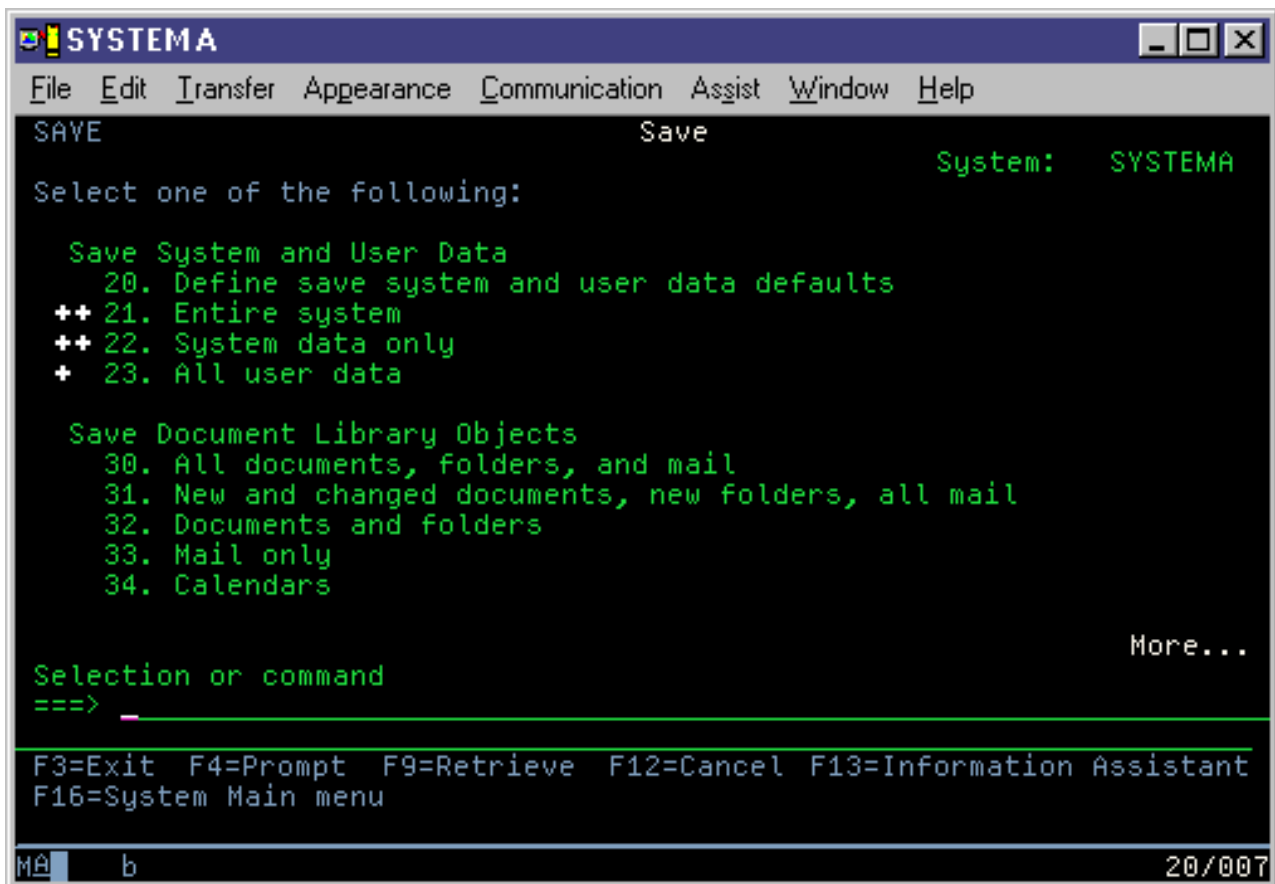 SYSTEMA
File Edit Transfer Appearance Communication Assist Window Help
SAVE Save
System: SYSTEMA
Select one of the following:
Save System and User Data
20. Define save system and user data defaults
++ 21. Entire system
++ 22. System data only
+ 23. All user data
Save Document Library Objects
30. All documents, folders, and mail
31. New and changed documents, new folders, all mail
32. Documents and folders
33. Mail only
34. Calendars
More...
Selection or command
===> _
F3=Exit F4=Prompt F9=Retrieve F12=Cancel F13=Information Assistant
F16=System Main menu
MA b 20/007